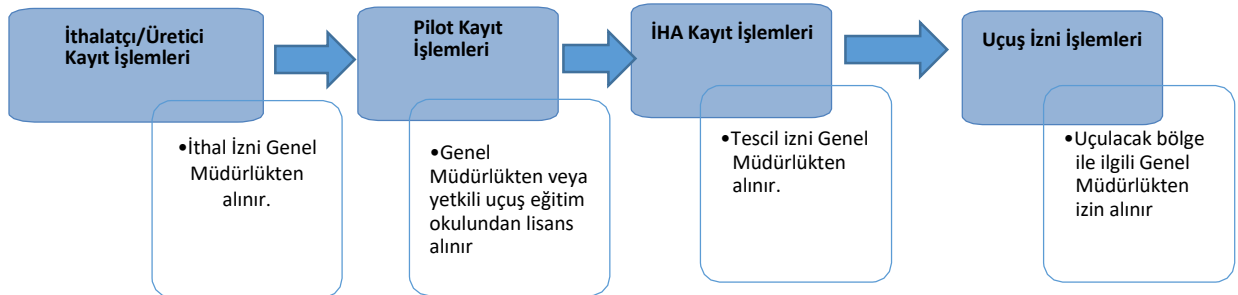 İthalatçı/Üretici
Kayıt İşlemleri
•İthal İzni Genel
Müdürlükten
alınır.
Pilot Kayıt
İşlemleri
•Genel
Müdürlükten veya
yetkili uçuş eğitim
okulundan lisans
alınır
İHA Kayıt İşlemleri
•Tescil izni Genel
Müdürlükten
alınır.
Uçuş İzni İşlemleri
•Uçulacak bölge
ile ilgili Genel
Müdürlükten
izin alınır